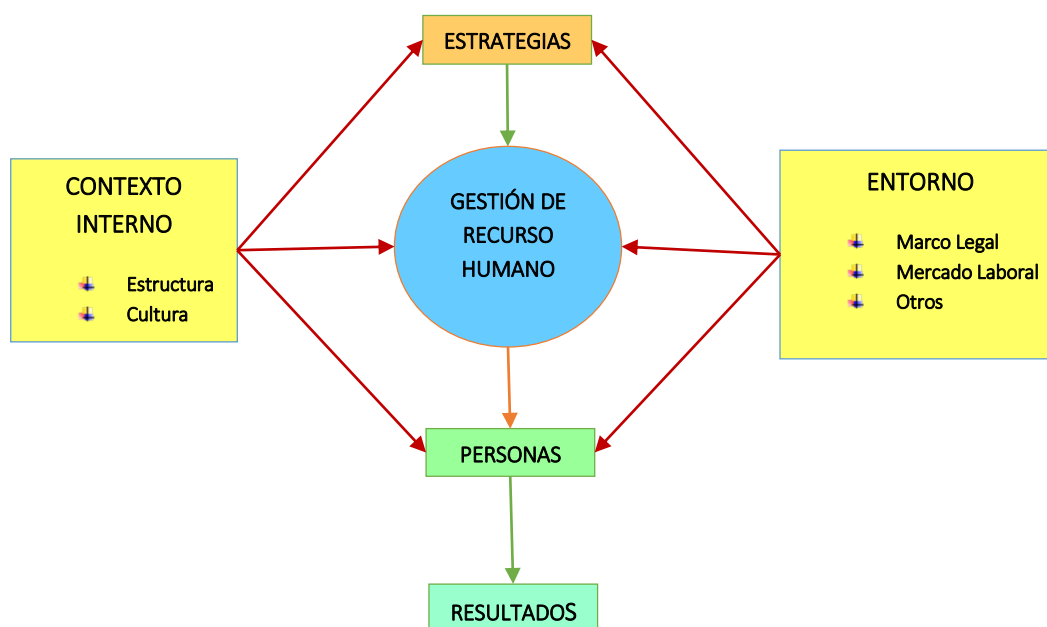 ESTRATEGIAS
CONTEXTO
INTERNO
Estructura
Cultura
GESTIÓN DE
RECURSO
HUMANO
ENTORNO
Marco Legal
Mercado Laboral
Otros
PERSONAS
RESULTADOS